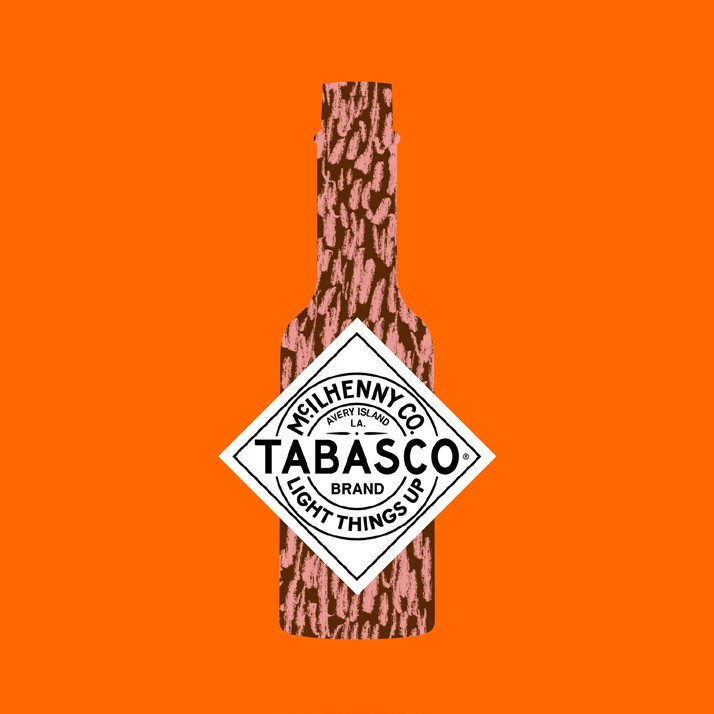 McILHENNY CO.
AVERY ISLAND
LA.
TABASCO®
BRAND
LIGHT THINGS UP